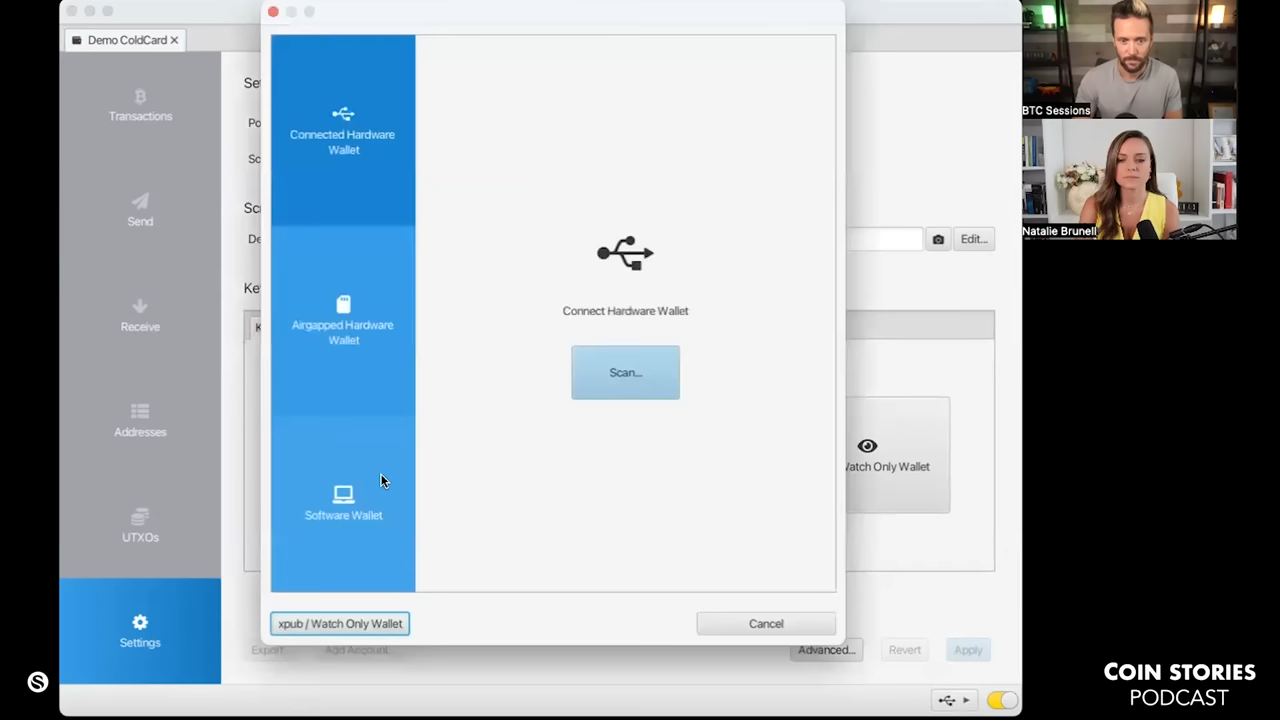 Demo ColdCard
Transactions
Send
Receive
Addresses
UTXOs
Settings
Connected Hardware
Wallet
Airgapped Hardware
Wallet
Software Wallet
Connect Hardware Wallet
Scan...
xpub / Watch Only Wallet
Cancel
Edit...
Watch Only Wallet
Export...
Add Account...
Advanced...
Revert
Apply
BTC Sessions
Natalie Brunell
COIN STORIES
PODCAST